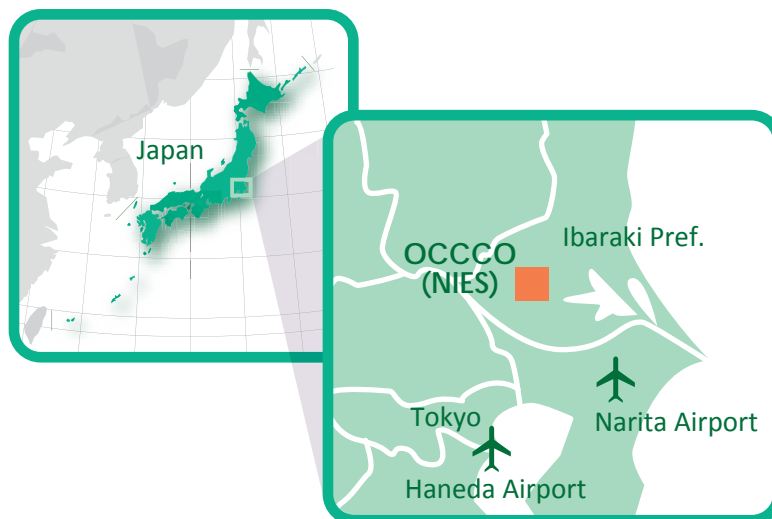 Japan
Ibaraki Pref.
OCCCO
(NIES)
Tokyo
Narita Airport
Haneda Airport